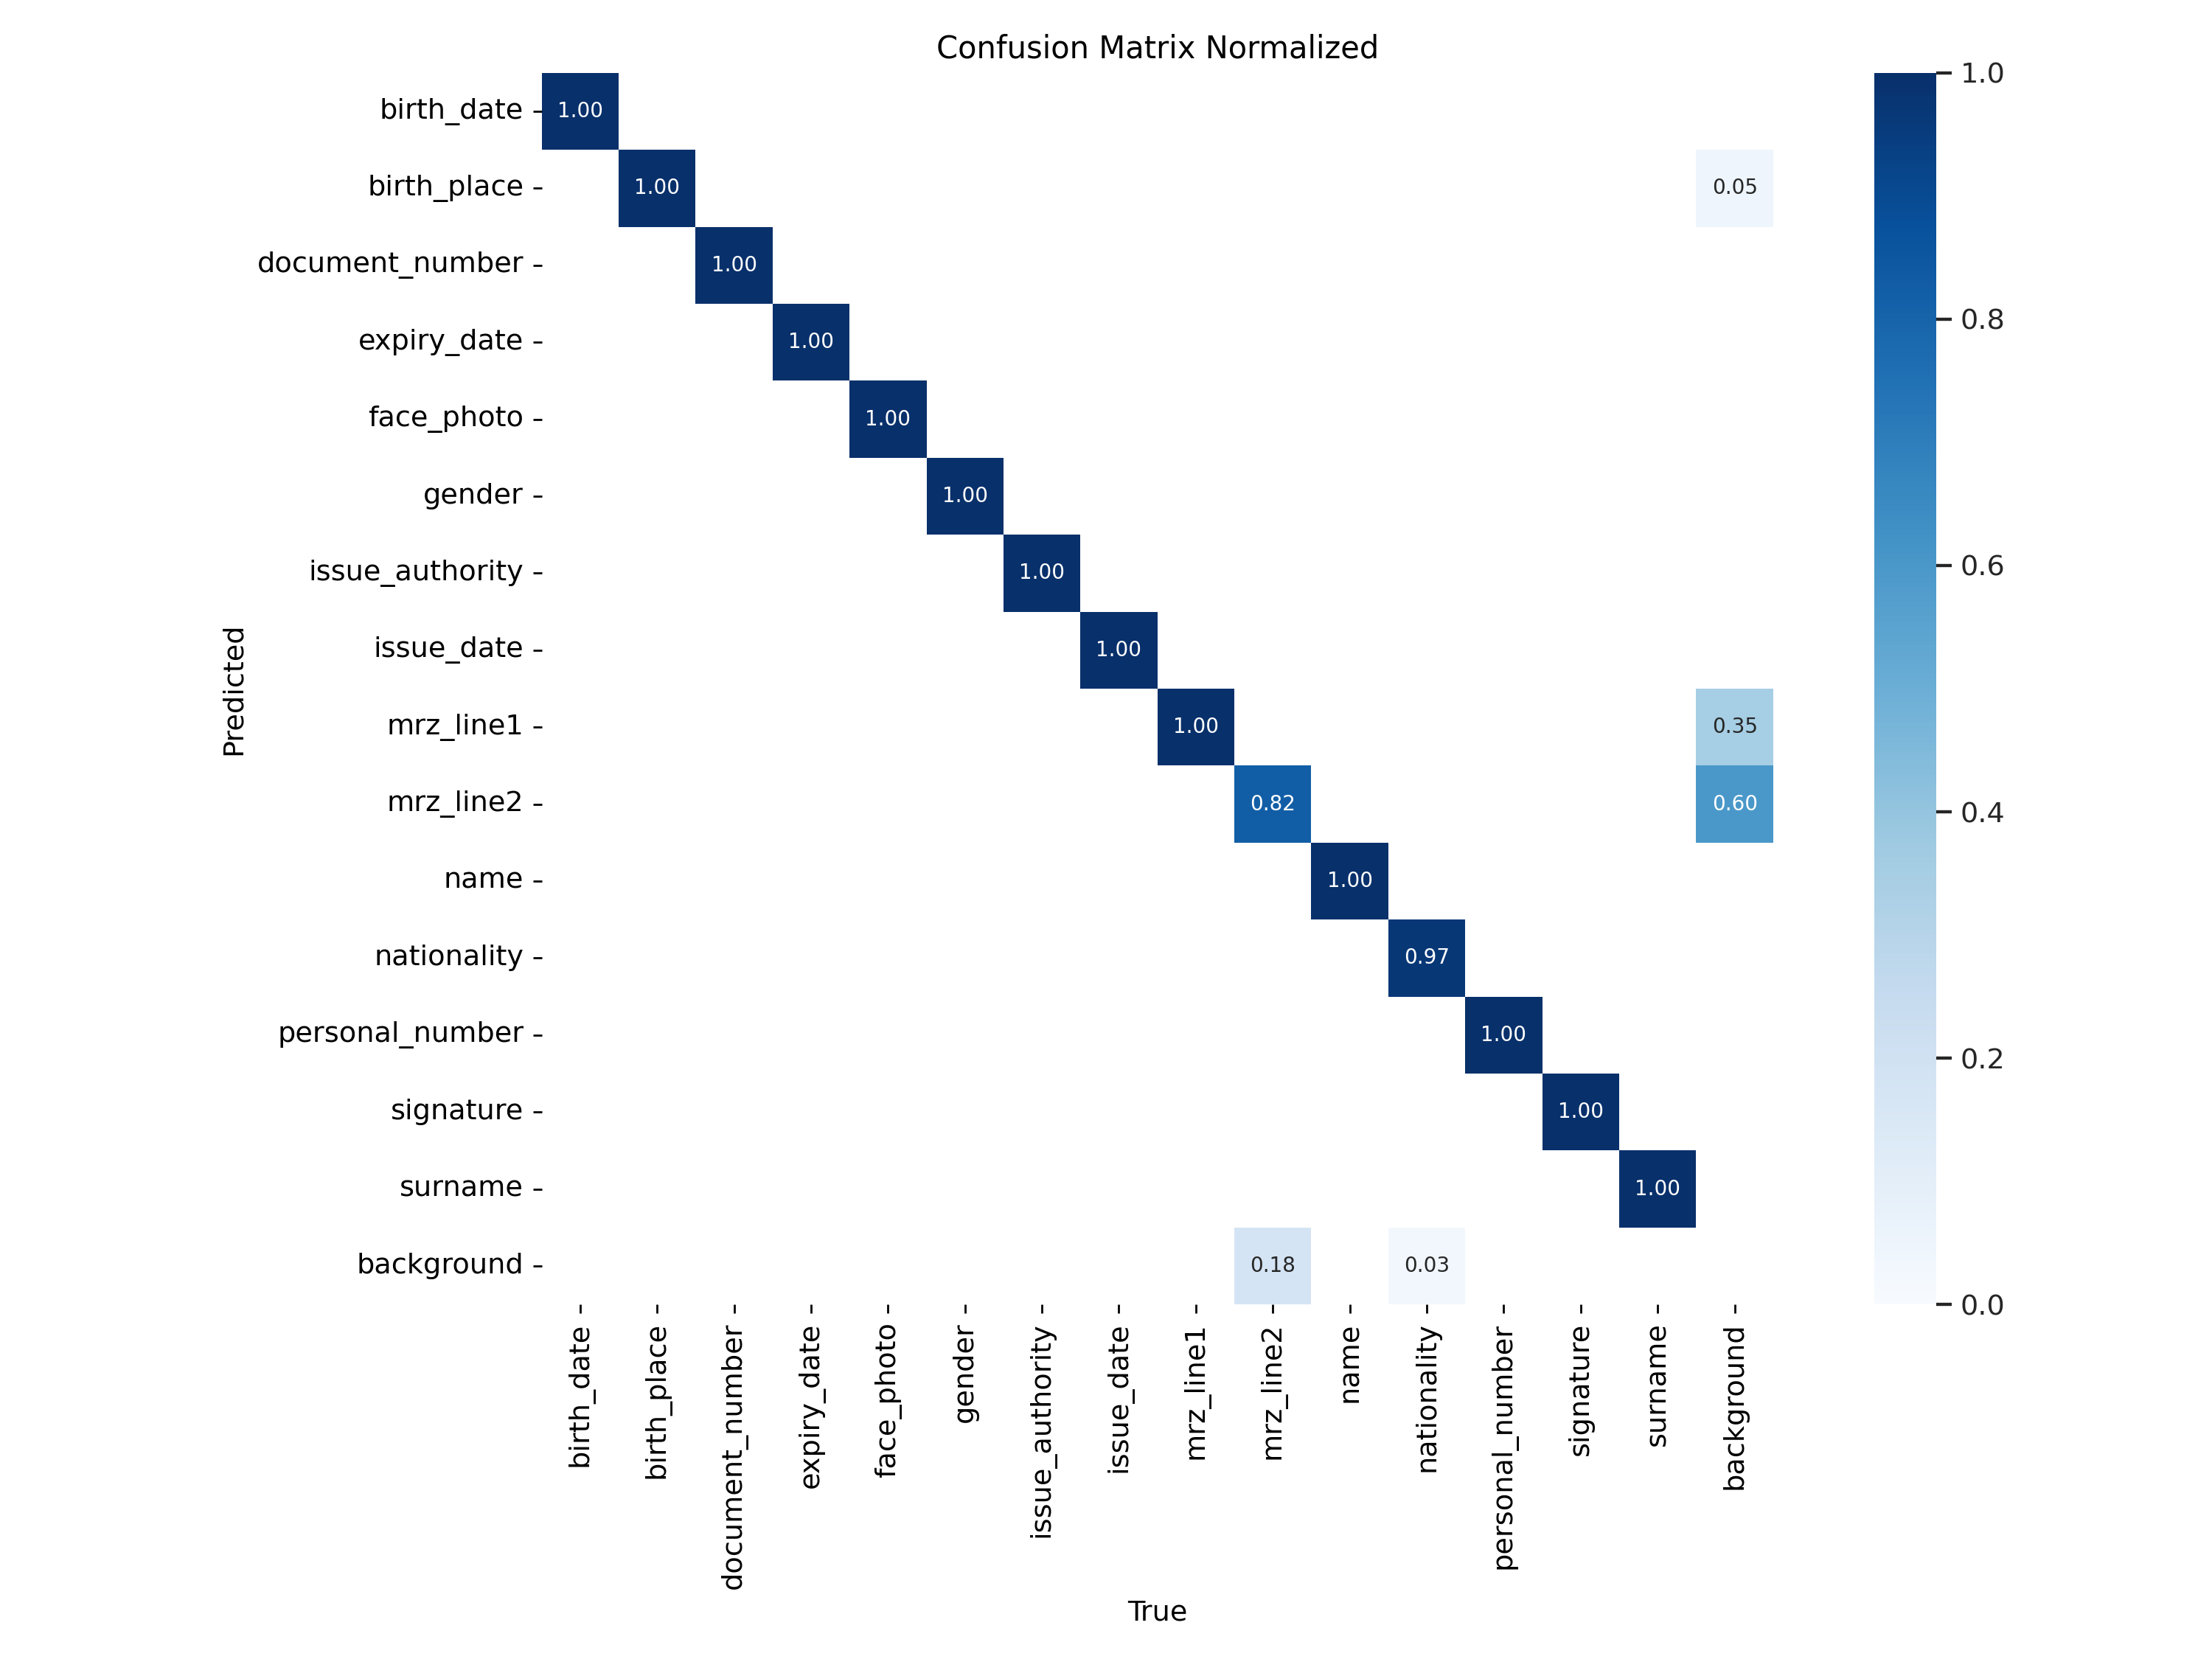 Confusion Matrix Normalized
birth_date 1.00
birth_place 1.00 0.05
document_number 1.00
expiry_date 1.00
face_photo 1.00
gender 1.00
issue_authority 1.00
issue_date 1.00
mrz_line1 1.00 0.35
mrz_line2 0.82 0.60
name 1.00
nationality 0.97
personal_number 1.00
signature 1.00
surname 1.00
background 0.18 0.03
Predicted
birth_date
birth_place
document_number
expiry_date
face_photo
gender
issue_authority
issue_date
mrz_line1
mrz_line2
name
nationality
personal_number
signature
surname
background
True
1.0
0.8
0.6
0.4
0.2
0.0